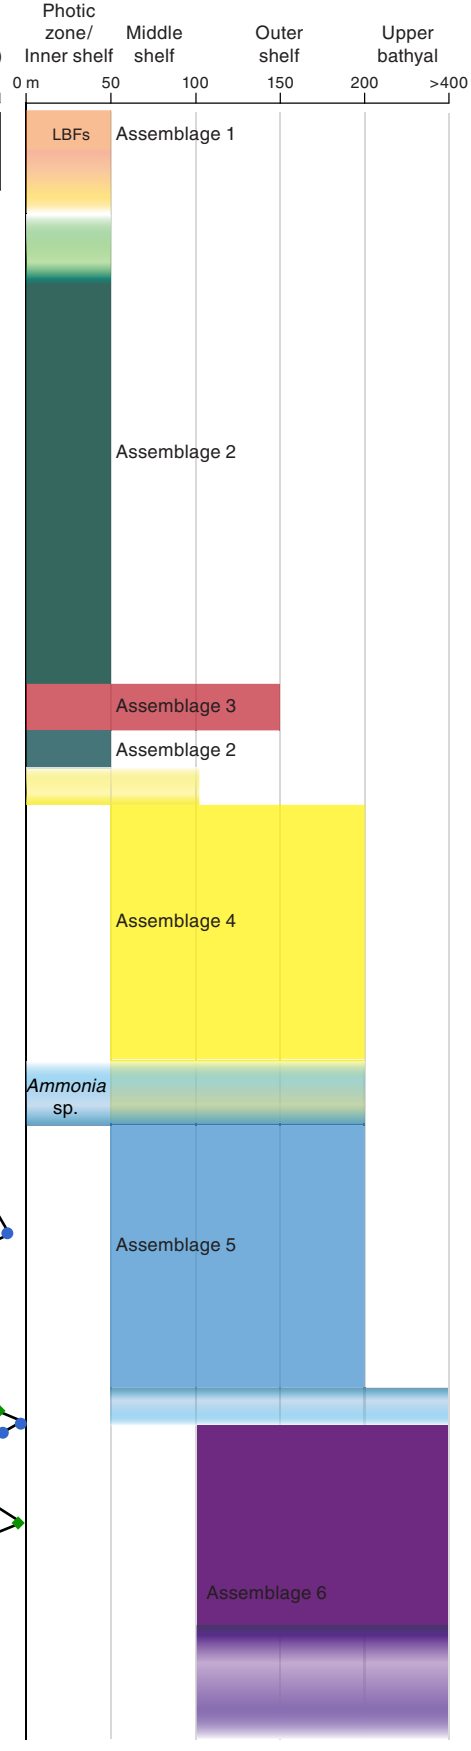 Photic
zone/
Inner shelf
Middle
shelf
Outer
shelf
Upper
bathyal
0 m 50 100 150 200 >400
LBFs
Assemblage 1
Assemblage 2
Assemblage 3
Assemblage 2
Assemblage 4
Ammonia
sp.
Assemblage 5
Assemblage 6